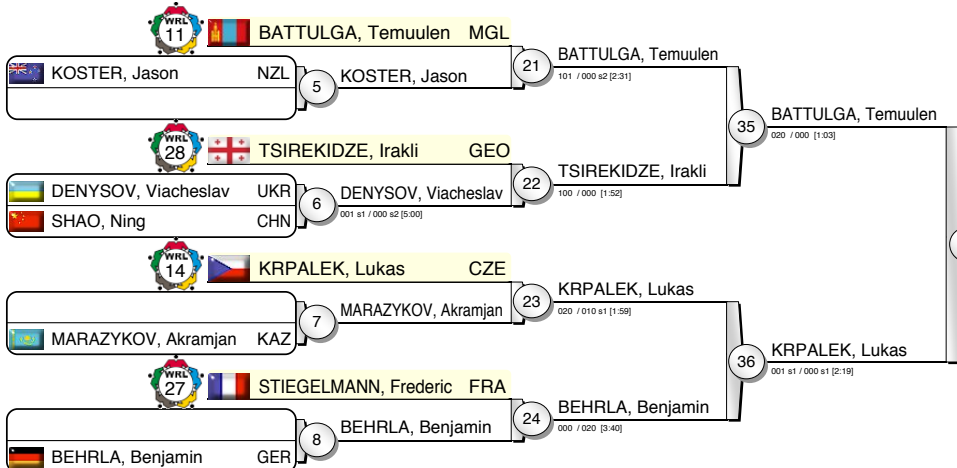 WRL
11
BATTULGA, Temuulen MGL
KOSTER, Jason NZL
5
KOSTER, Jason
21
BATTULGA, Temuulen
101 / 000 s2 [2:31]
WRL
28
TSIREKIDZE, Irakli GEO
DENYSOV, Viacheslav UKR
SHAO, Ning CHN
6
DENYSOV, Viacheslav
001 s1 / 000 s2 [5:00]
22
TSIREKIDZE, Irakli
100 / 000 [1:52]
35
BATTULGA, Temuulen
020 / 000 [1:03]
WRL
14
KRPALEK, Lukas CZE
MARAZYKOV, Akramjan KAZ
7
MARAZYKOV, Akramjan
23
KRPALEK, Lukas
020 / 010 s1 [1:59]
WRL
27
STIEGELMANN, Frederic FRA
BEHRLA, Benjamin GER
8
BEHRLA, Benjamin
24
BEHRLA, Benjamin
000 / 020 [3:40]
36
KRPALEK, Lukas
001 s1 / 000 s1 [2:19]